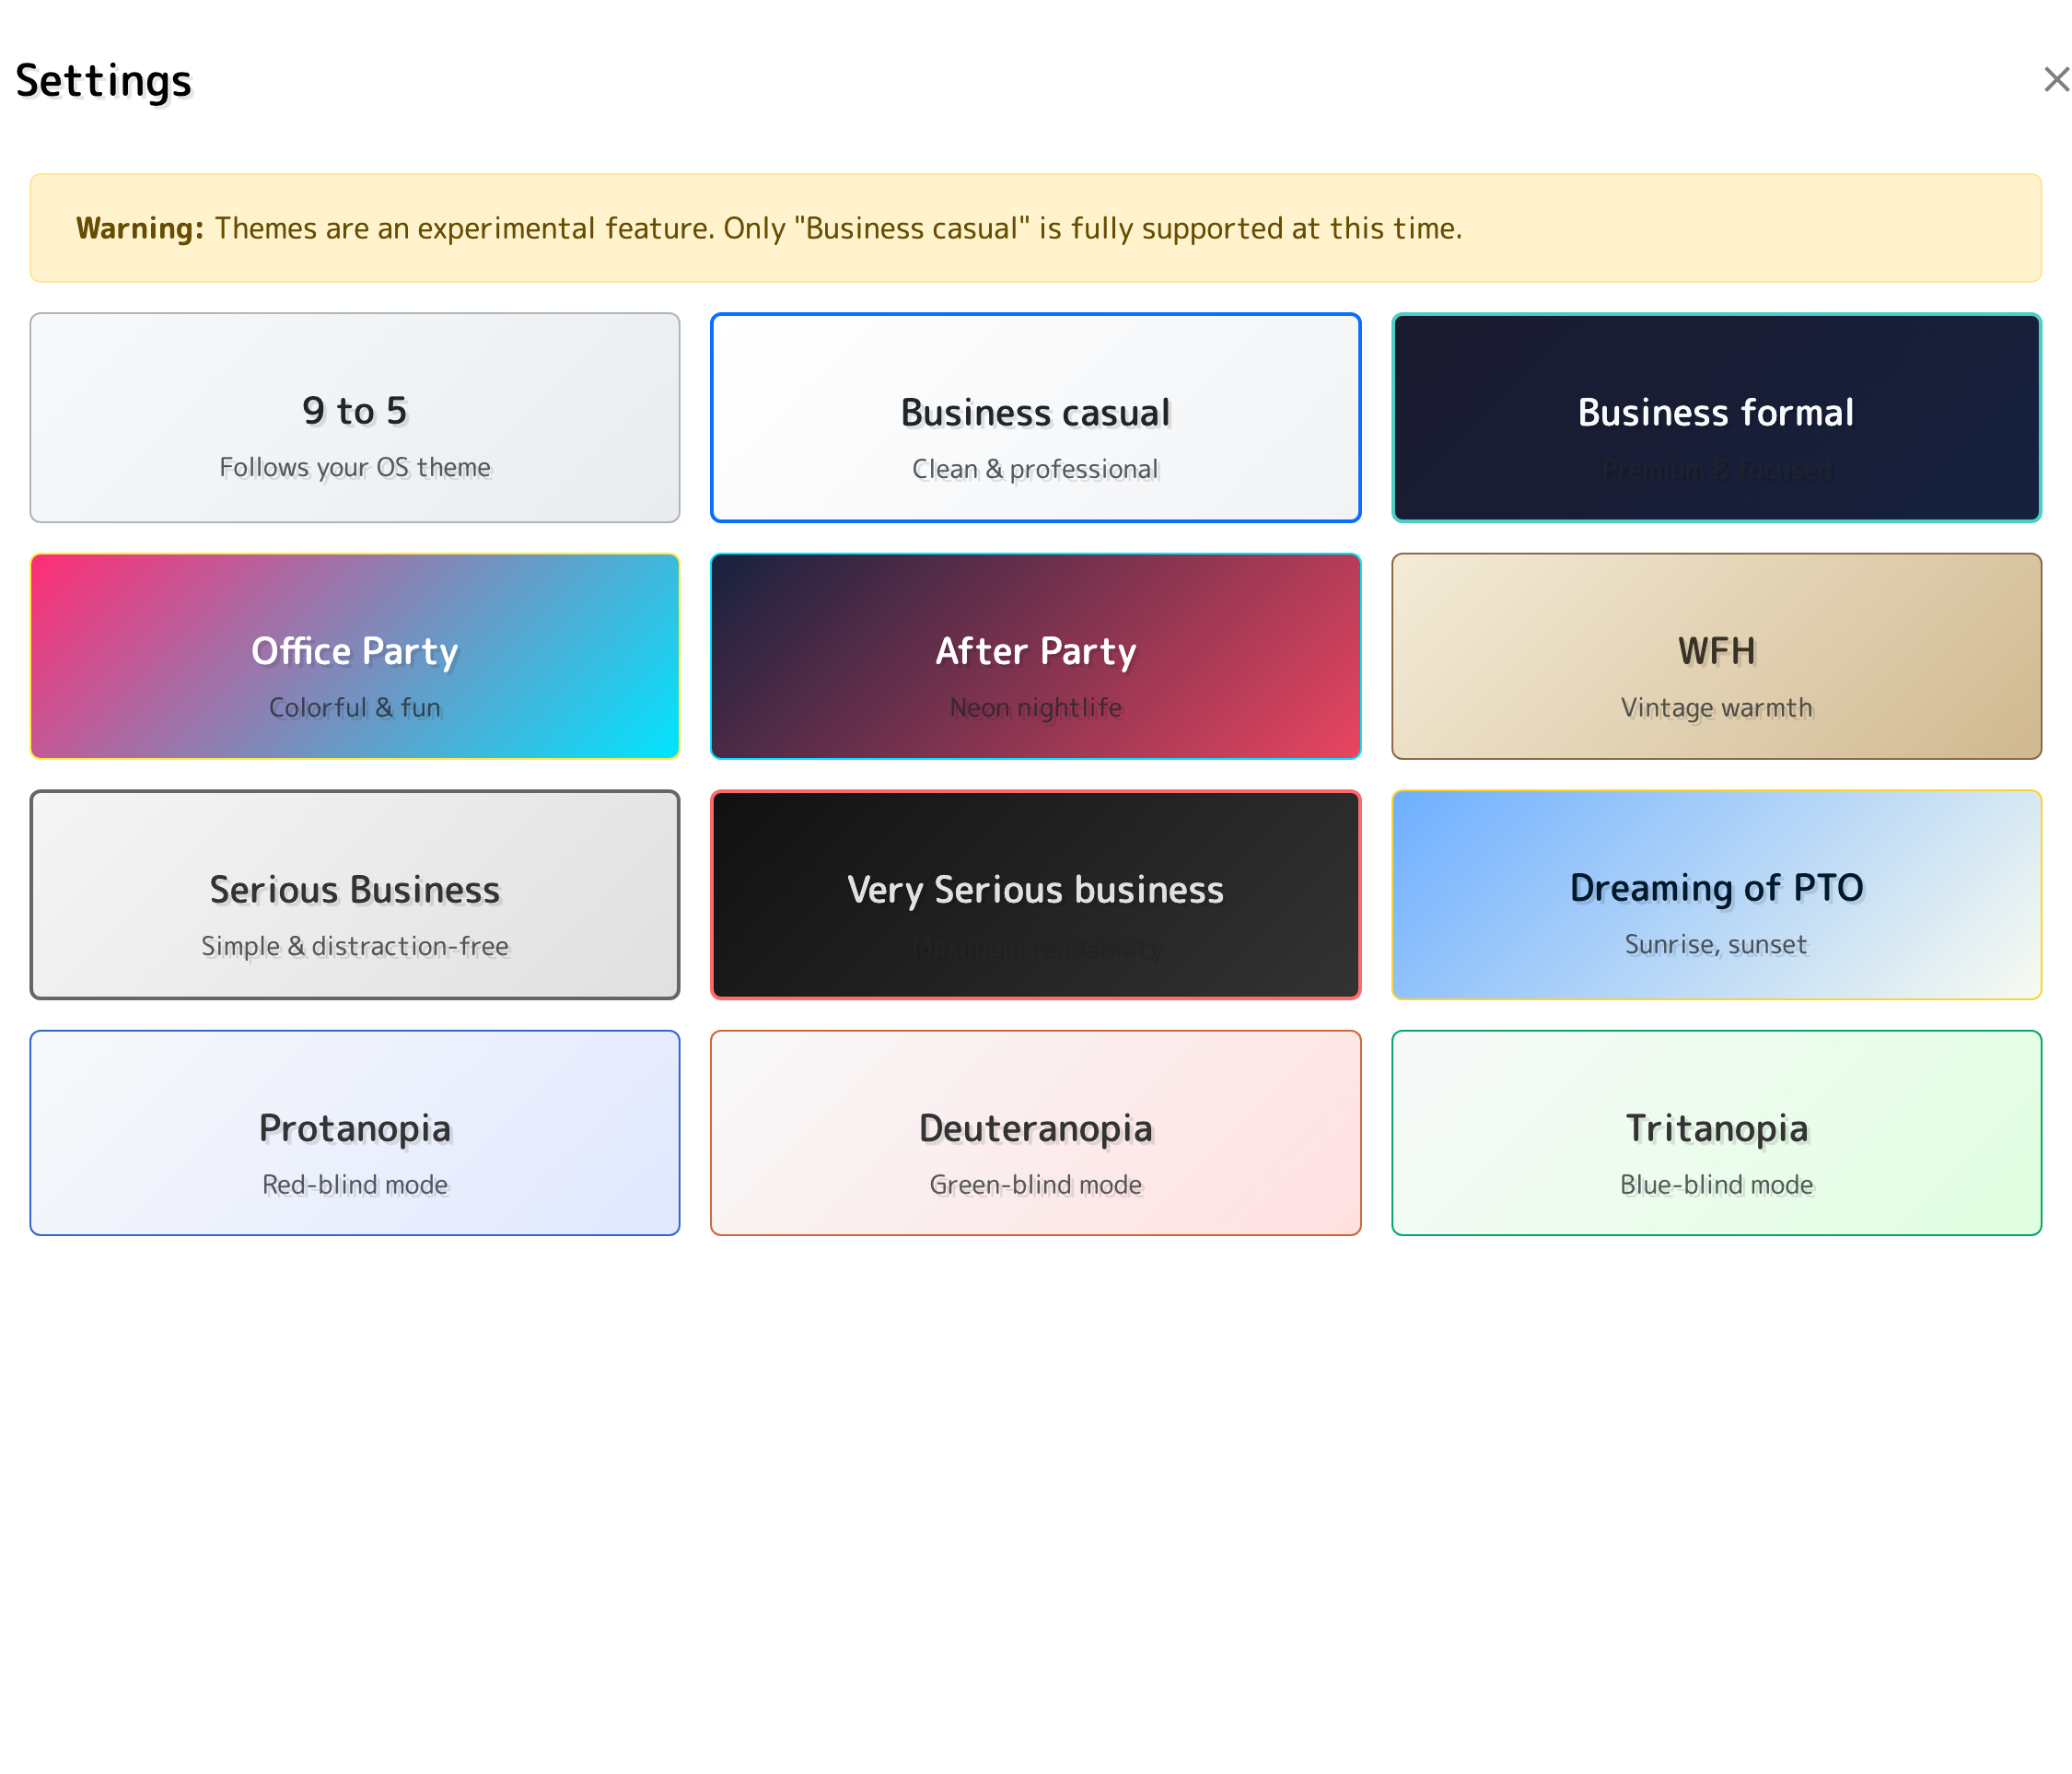 Settings
Warning: Themes are an experimental feature. Only "Business casual" is fully supported at this time.
9 to 5
Follows your OS theme
Business casual
Clean & professional
Business formal
Premium & focused
Office Party
Colorful & fun
After Party
Neon nightlife
WFH
Vintage warmth
Serious Business
Simple & distraction-free
Very Serious business
Maximum readability
Dreaming of PTO
Sunrise, sunset
Protanopia
Red-blind mode
Deuteranopia
Green-blind mode
Tritanopia
Blue-blind mode